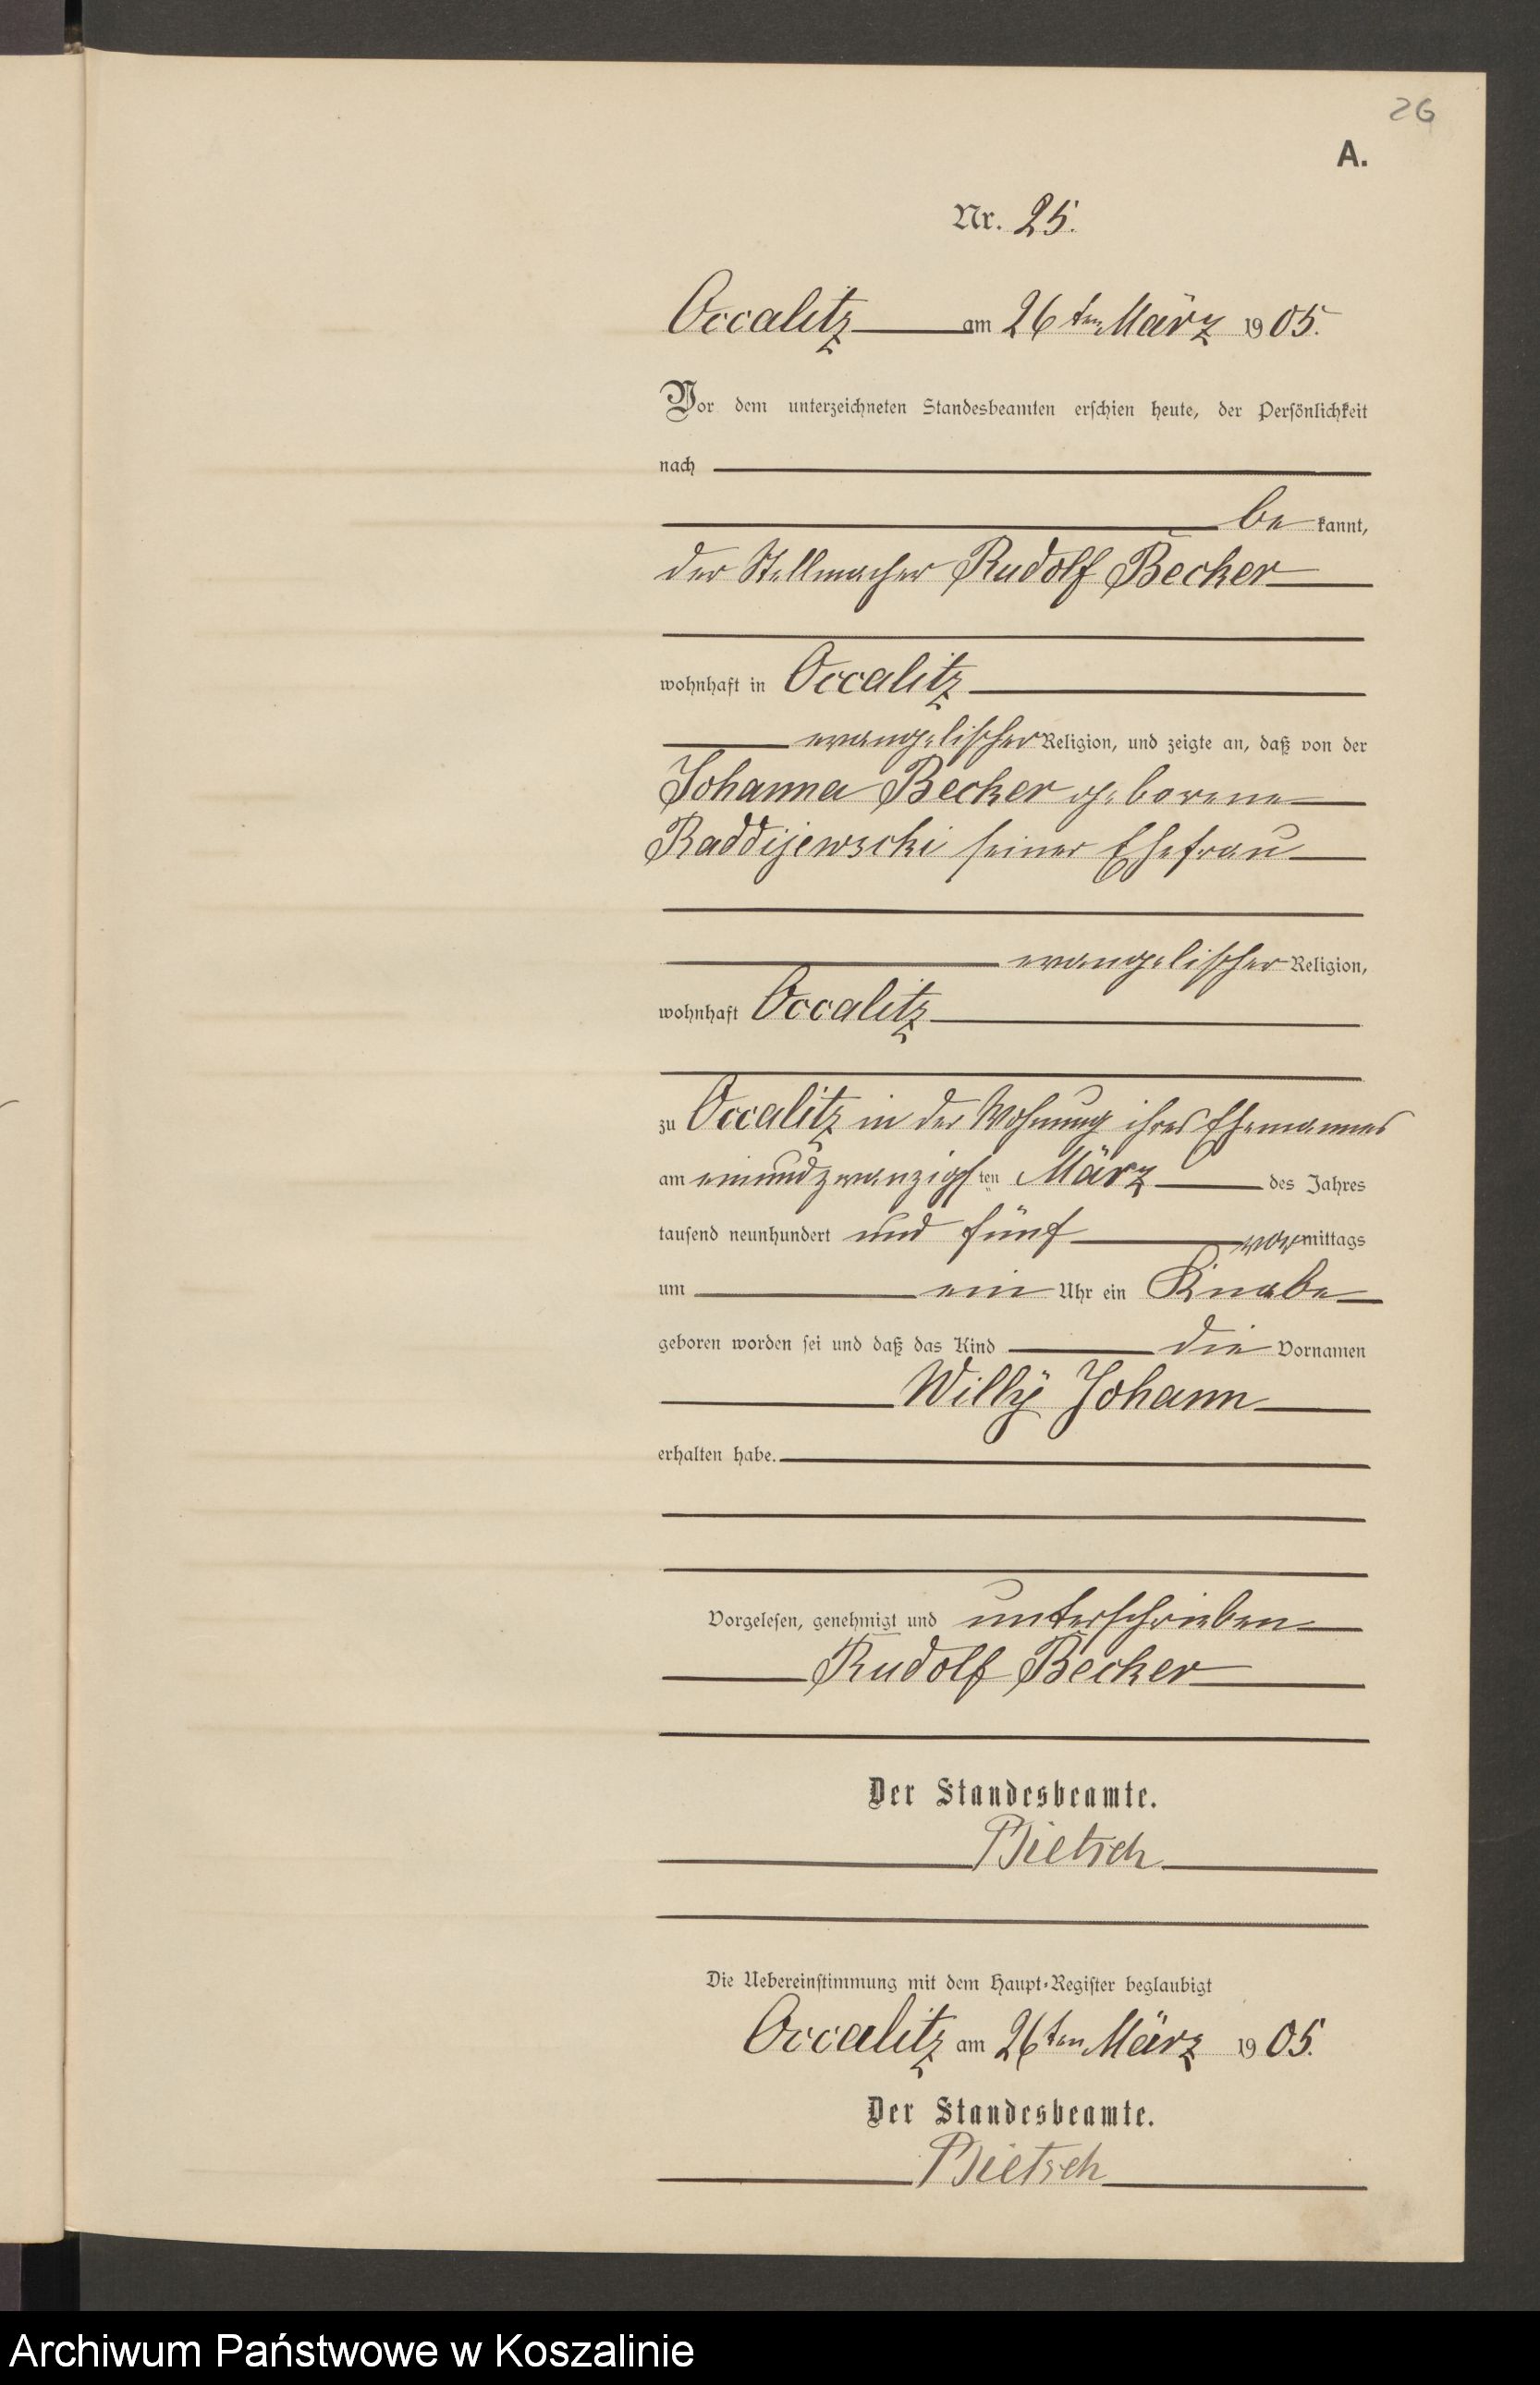 26
A.
Nr. 25.
Occalitz am 26ten März 1905.
Vor dem unterzeichneten Standesbeamten erschien heute, der Persönlichkeit
nach
be kannt,
der Stellmacher Rudolf Becker
wohnhaft in Occalitz
evangelischer Religion, und zeigte an, daß von der
Johanna Becker geborene
Raddijewski seiner Ehefrau
evangelischer Religion,
wohnhaft Occalitz
zu Occalitz in der Wohnung ihres Ehemannes
am einundzwanzigsten März des Jahres
tausend neunhundert und fünf vormittags
um ein Uhr ein Knabe
geboren worden sei und daß das Kind die Vornamen
Willy Johann
erhalten habe.
Vorgelesen, genehmigt und unterschrieben
Rudolf Becker
Der Standesbeamte.
Bietsch
Die Uebereinstimmung mit dem Haupt-Register beglaubigt
Occalitz am 26ten März 1905.
Der Standesbeamte.
Bietsch
Archiwum Państwowe w Koszalinie